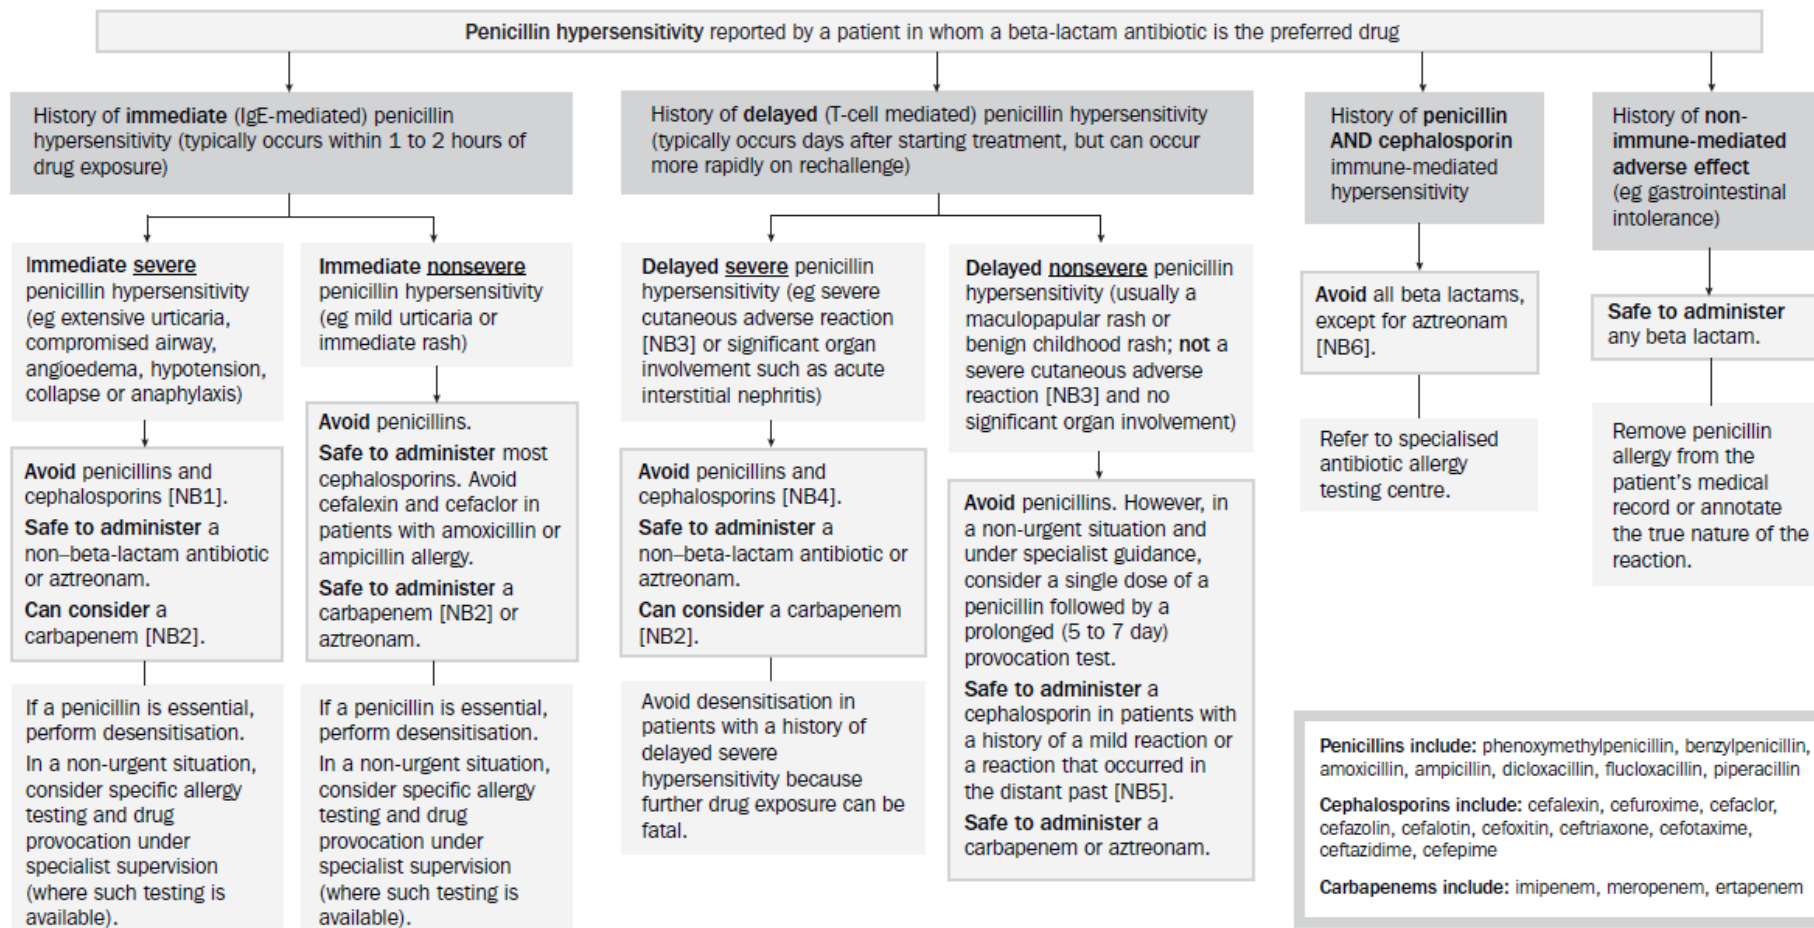 Penicillin hypersensitivity reported by a patient in whom a beta-lactam antibiotic is the preferred drug
History of immediate (IgE-mediated) penicillin
hypersensitivity (typically occurs within 1 to 2 hours of
drug exposure)
Immediate severe
penicillin hypersensitivity
(eg extensive urticaria,
compromised airway,
angioedema, hypotension,
collapse or anaphylaxis)
Avoid penicillins and
cephalosporins [NB1].
Safe to administer a
non–beta-lactam antibiotic
or aztreonam.
Can consider a
carbapenem [NB2].
If a penicillin is essential,
perform desensitisation.
In a non-urgent situation,
consider specific allergy
testing and drug
provocation under
specialist supervision
(where such testing is
available).
Immediate nonsevere
penicillin hypersensitivity
(eg mild urticaria or
immediate rash)
Avoid penicillins.
Safe to administer most
cephalosporins. Avoid
cefalexin and cefaclor in
patients with amoxicillin or
ampicillin allergy.
Safe to administer a
carbapenem [NB2] or
aztreonam.
If a penicillin is essential,
perform desensitisation.
In a non-urgent situation,
consider specific allergy
testing and drug
provocation under
specialist supervision
(where such testing is
available).
History of delayed (T-cell mediated) penicillin hypersensitivity
(typically occurs days after starting treatment, but can occur
more rapidly on rechallenge)
Delayed severe penicillin
hypersensitivity (eg severe
cutaneous adverse reaction
[NB3] or significant organ
involvement such as acute
interstitial nephritis)
Avoid penicillins and
cephalosporins [NB4].
Safe to administer a
non–beta-lactam antibiotic or
aztreonam.
Can consider a carbapenem
[NB2].
Avoid desensitisation in
patients with a history of
delayed severe
hypersensitivity because
further drug exposure can be
fatal.
Delayed nonsevere penicillin
hypersensitivity (usually a
maculopapular rash or
benign childhood rash; not a
severe cutaneous adverse
reaction [NB3] and no
significant organ involvement)
Avoid penicillins. However, in
a non-urgent situation and
under specialist guidance,
consider a single dose of a
penicillin followed by a
prolonged (5 to 7 day)
provocation test.
Safe to administer a
cephalosporin in patients with
a history of a mild reaction or
a reaction that occurred in
the distant past [NB5].
Safe to administer a
carbapenem or aztreonam.
History of penicillin
AND cephalosporin
immune-mediated
hypersensitivity
Avoid all beta lactams,
except for aztreonam
[NB6].
Refer to specialised
antibiotic allergy
testing centre.
History of non-
immune-mediated
adverse effect
(eg gastrointestinal
intolerance)
Safe to administer
any beta lactam.
Remove penicillin
allergy from the
patient's medical
record or annotate
the true nature of the
reaction.
Penicillins include: phenoxymethylpenicillin, benzylpenicillin,
amoxicillin, ampicillin, dicloxacillin, flucloxacillin, piperacillin
Cephalosporins include: cefalexin, cefuroxime, cefaclor,
cefazolin, cefalotin, cefoxitin, ceftriaxone, cefotaxime,
ceftazidime, cefepime
Carbapenems include: imipenem, meropenem, ertapenem